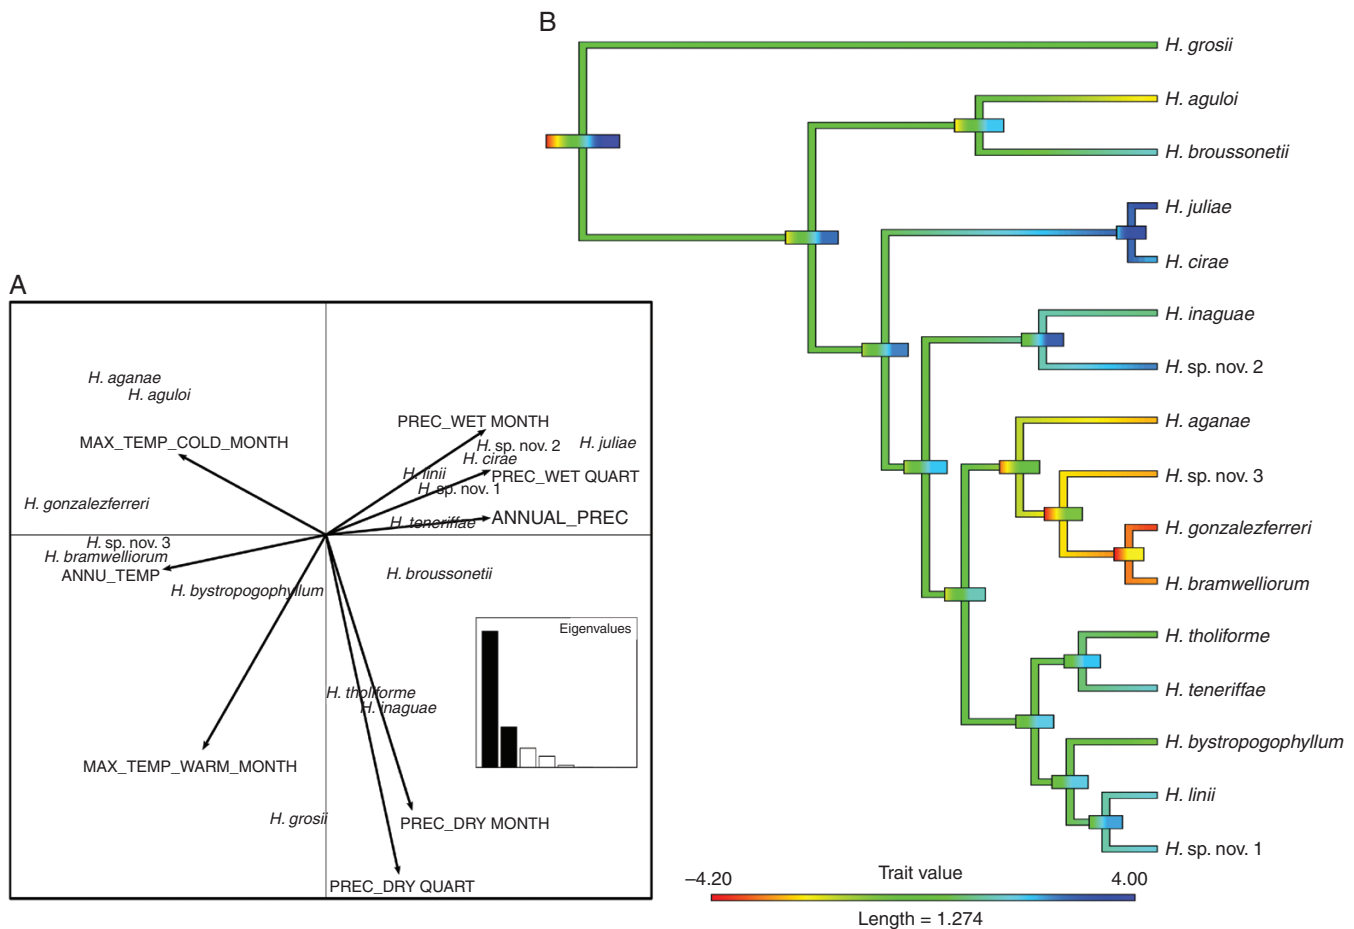 B
H. grosii
H. aguloi
H. broussonetii
H. juliae
H. cirae
H. inaguae
H. sp. nov. 2
H. aganae
H. sp. nov. 3
H. gonzalezferreri
H. bramwelliorum
H. tholiforme
H. teneriffae
H. bystropogophyllum
H. linii
H. sp. nov. 1
Trait value
–4.20
4.00
Length = 1.274
A
H. aganae
H. aguloi
PREC_WET MONTH
MAX_TEMP_COLD_MONTH
H. sp. nov. 2
H. juliae
H. cirae
H. linii
PREC_WET QUART
H. sp. nov. 1
H. gonzalezferreri
ANNUAL_PREC
H. teneriffae
H. sp. nov. 3
H. bramwelliorum
ANNU_TEMP
H. broussonetii
H. bystropogophyllum
Eigenvalues
H. tholiforme
H. inaguae
MAX_TEMP_WARM_MONTH
H. grosii
PREC_DRY MONTH
PREC_DRY QUART